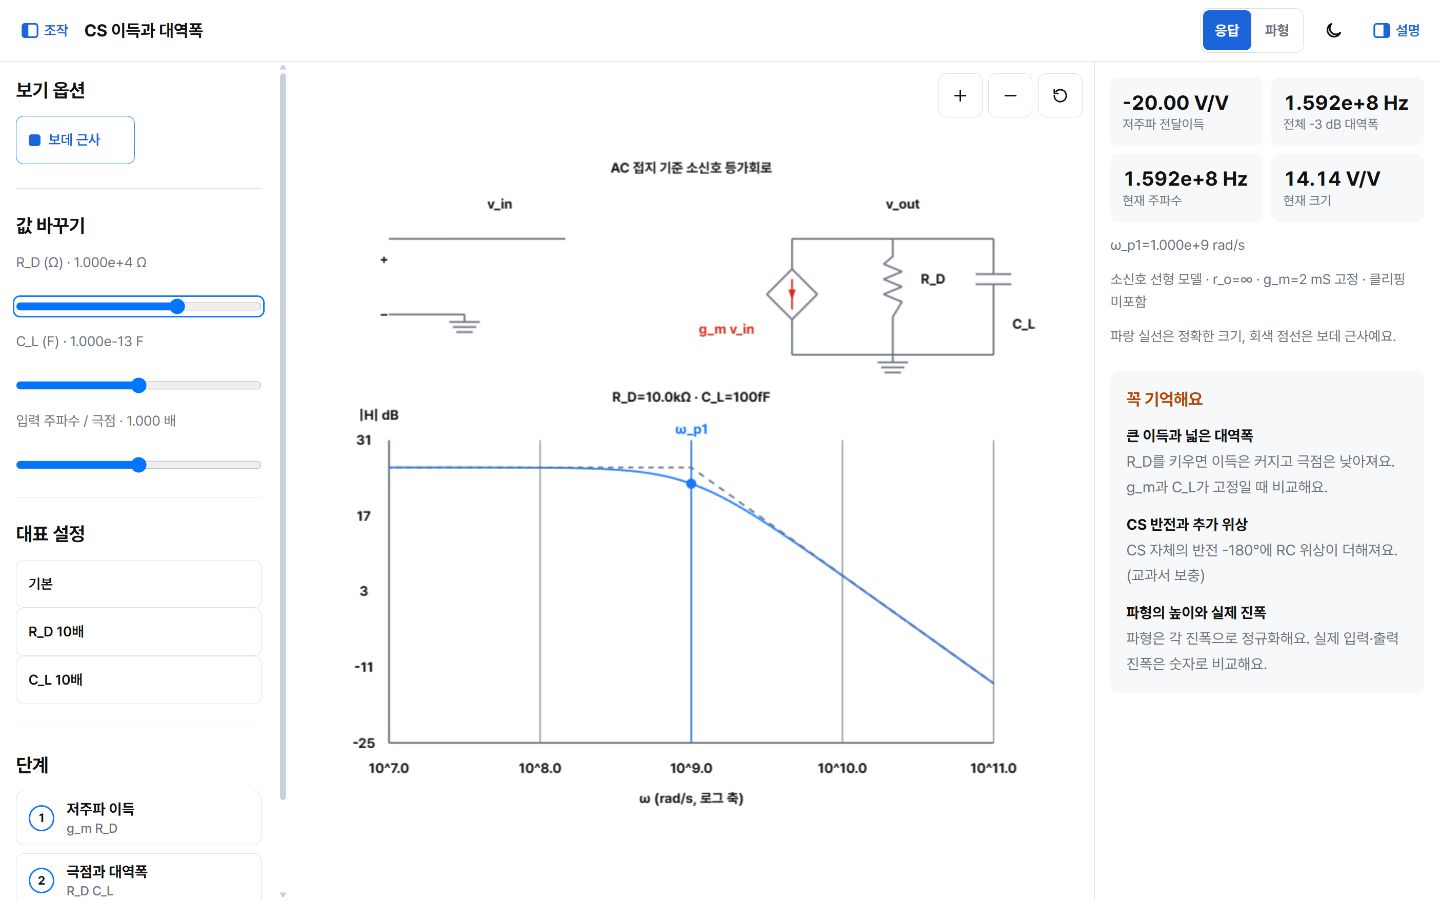 조작
CS 이득과 대역폭
응답
파형
설명
보기 옵션
보데 근사
값 바꾸기
R_D (Ω) · 1.000e+4 Ω
C_L (F) · 1.000e-13 F
입력 주파수 / 극점 · 1.000 배
대표 설정
기본
R_D 10배
C_L 10배
단계
1
저주파 이득
g_m R_D
2
극점과 대역폭
R_D C_L
AC 접지 기준 소신호 등가회로
v_in
v_out
+
−
g_m v_in
R_D
C_L
R_D=10.0kΩ · C_L=100fF
|H| dB
ω_p1
31
17
3
-11
-25
10^7.0
10^8.0
10^9.0
10^10.0
10^11.0
ω (rad/s, 로그 축)
-20.00 V/V
저주파 전달이득
1.592e+8 Hz
전체 -3 dB 대역폭
1.592e+8 Hz
현재 주파수
14.14 V/V
현재 크기
ω_p1=1.000e+9 rad/s
소신호 선형 모델 · r_o=∞ · g_m=2 mS 고정 · 클리핑
미포함
파랑 실선은 정확한 크기, 회색 점선은 보데 근사예요.
꼭 기억해요
큰 이득과 넓은 대역폭
R_D를 키우면 이득은 커지고 극점은 낮아져요.
g_m과 C_L가 고정일 때 비교해요.
CS 반전과 추가 위상
CS 자체의 반전 -180°에 RC 위상이 더해져요.
(교과서 보충)
파형의 높이와 실제 진폭
파형은 각 진폭으로 정규화해요. 실제 입력·출력
진폭은 숫자로 비교해요.